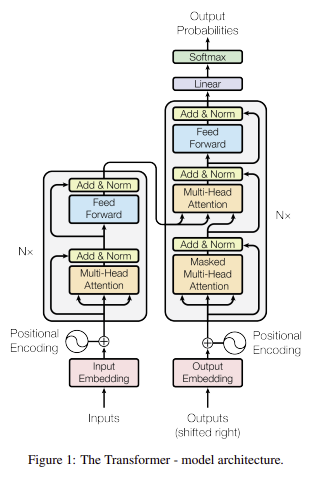 Output
Probabilities
Softmax
Linear
Add & Norm
Feed
Forward
Add & Norm
Multi-Head
Attention
Add & Norm
Masked
Multi-Head
Attention
N×
Add & Norm
Feed
Forward
N×
Add & Norm
Multi-Head
Attention
Positional
Encoding
Positional
Encoding
Input
Embedding
Output
Embedding
Inputs
Outputs
(shifted right)
Figure 1: The Transformer - model architecture.